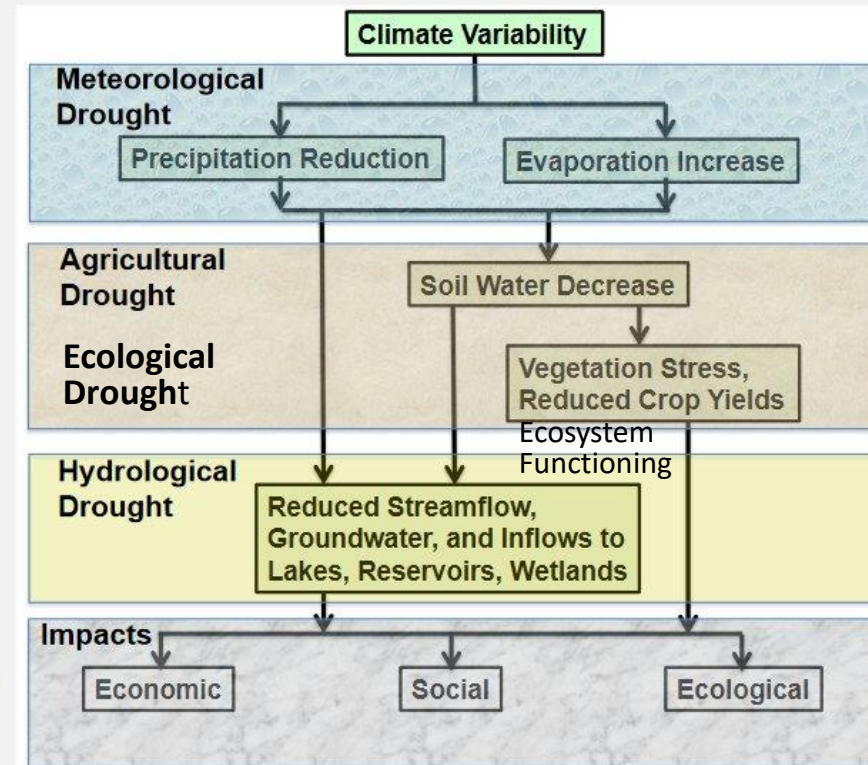 Climate Variability
Meteorological
Drought
Precipitation Reduction
Evaporation Increase
Agricultural
Drought
Soil Water Decrease
Ecological
Drought
Vegetation Stress,
Reduced Crop Yields
Ecosystem
Functioning
Hydrological
Drought
Reduced Streamflow,
Groundwater, and Inflows to
Lakes, Reservoirs, Wetlands
Impacts
Economic
Social
Ecological